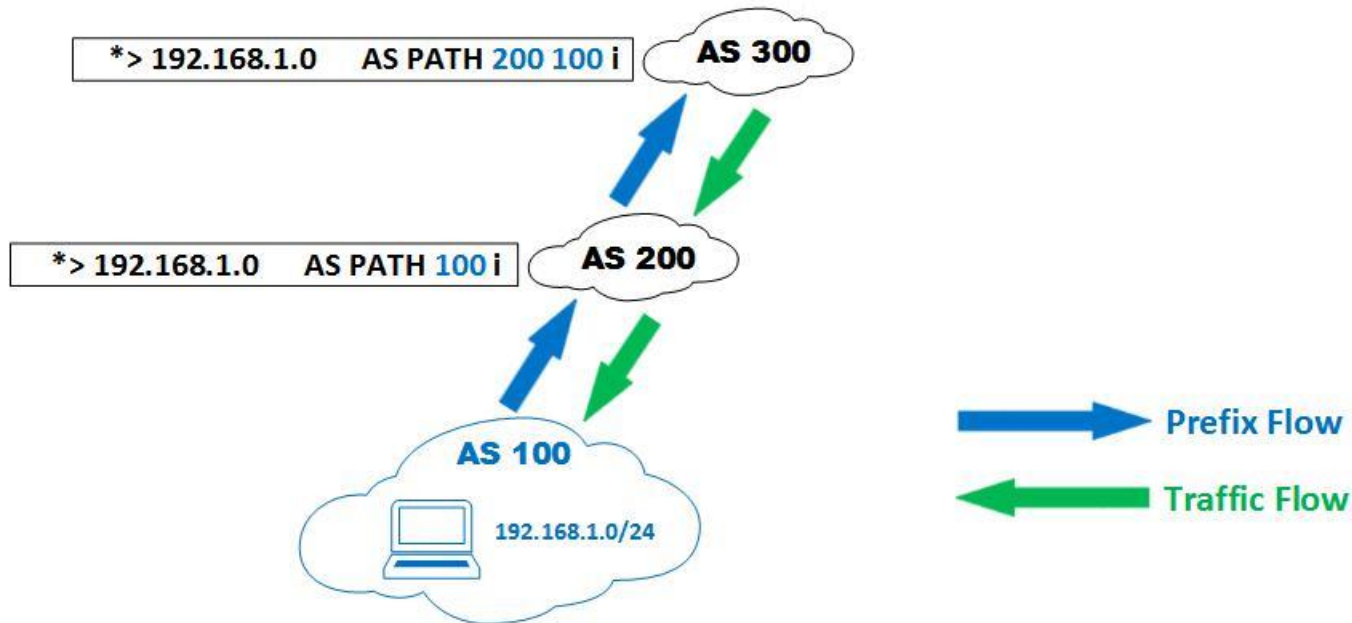 *> 192.168.1.0 AS PATH 200 100 i
AS 300
*> 192.168.1.0 AS PATH 100 i
AS 200
AS 100
192.168.1.0/24
Prefix Flow
Traffic Flow